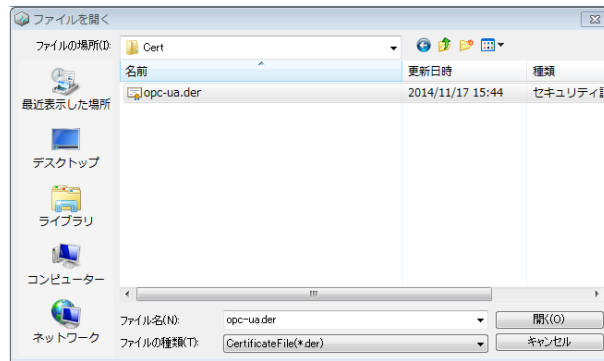 ファイルを開く
ファイルの場所(I):
Cert
名前
更新日時
種類
opc-ua.der
2014/11/17 15:44
セキュリティ
最近表示した場所
デスクトップ
ライブラリ
コンピューター
ネットワーク
ファイル名(N):
opc-ua.der
開く(O)
ファイルの種類(T):
CertificateFile(*.der)
キャンセル